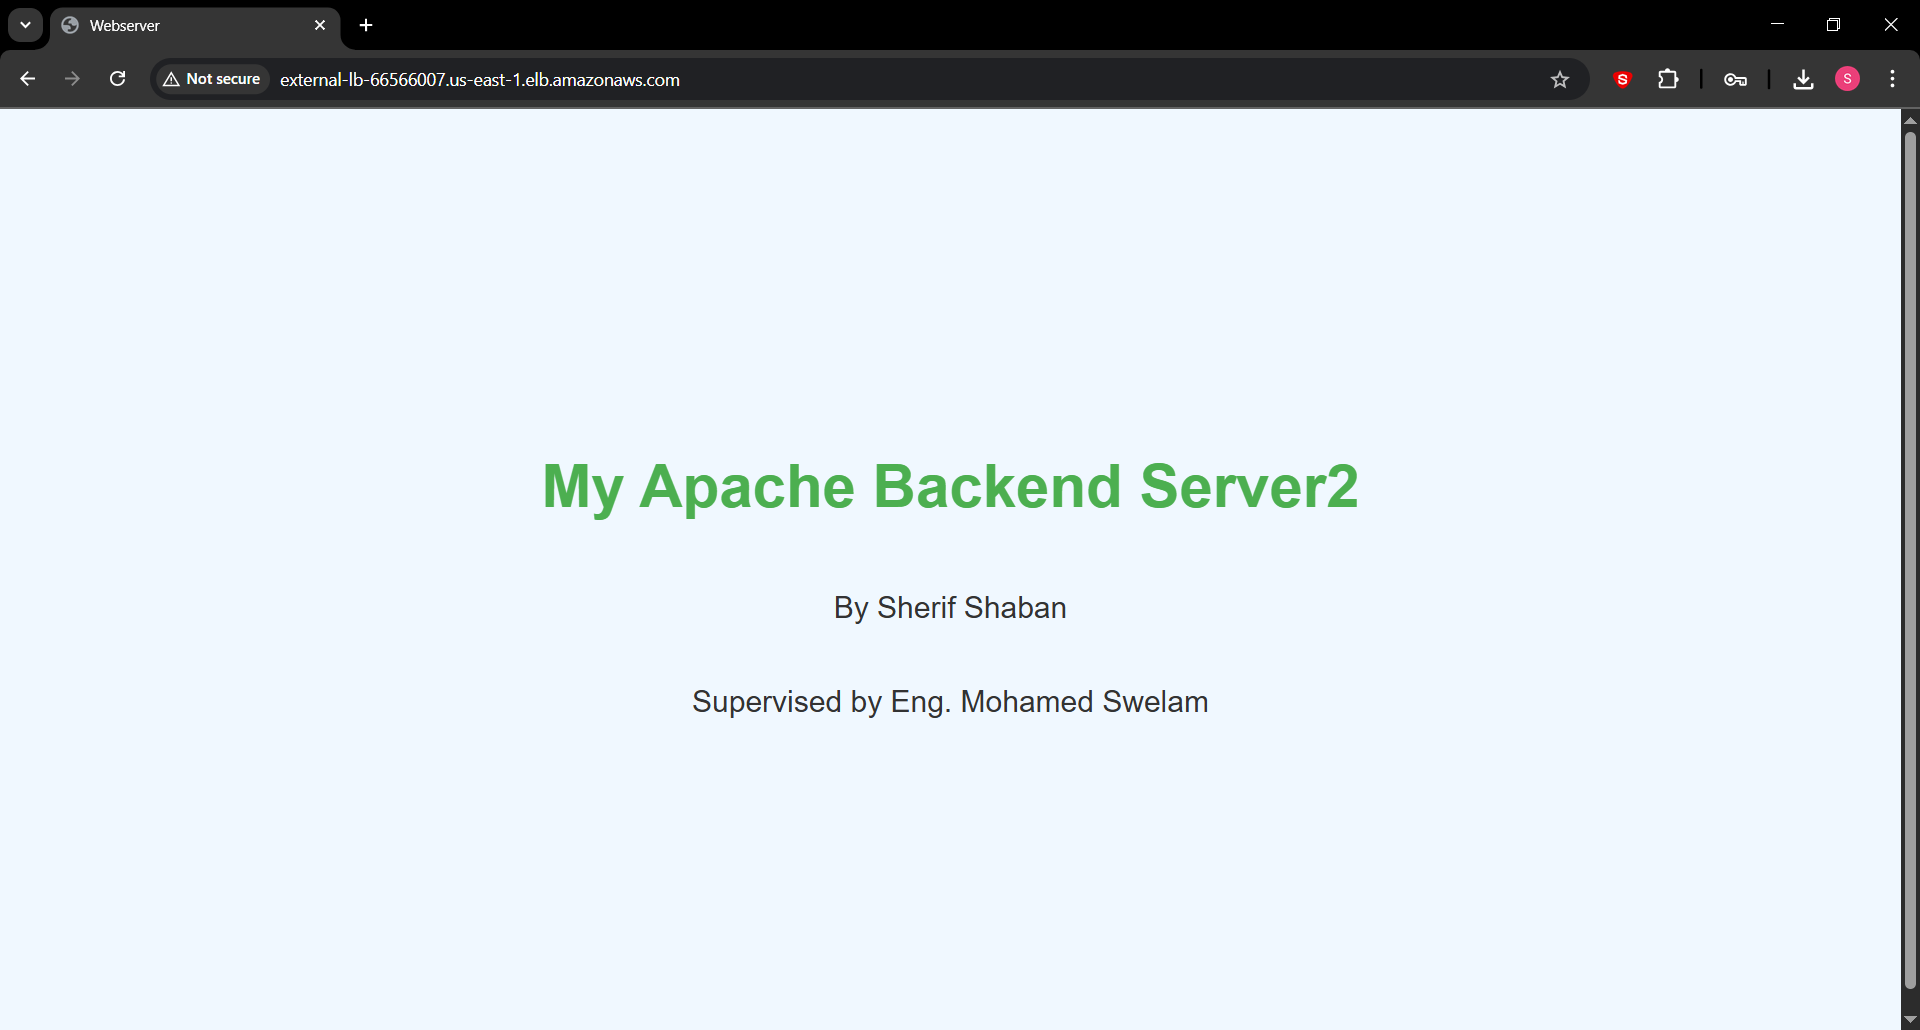 Webserver
Not secure
external-lb-66566007.us-east-1.elb.amazonaws.com
S
S
My Apache Backend Server2
By Sherif Shaban
Supervised by Eng. Mohamed Swelam